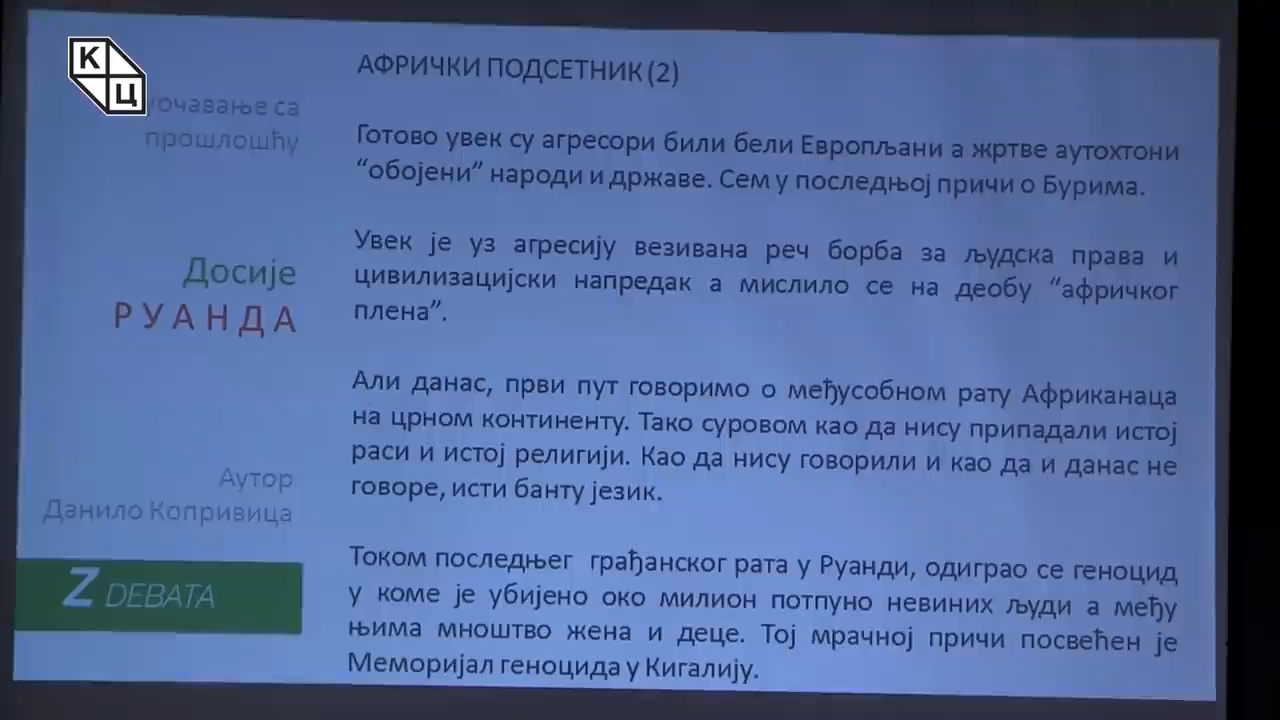 К
Ц
очавање са
прошлошћу
Досије
РУАНДА
Аутор
Данило Копривица
Z DEBATA
АФРИЧКИ ПОДСЕТНИК (2)
Готово увек су агресори били бели Европљани а жртве аутохтони
“обојени” народи и државе. Сем у последњој причи о Бурима.
Увек је уз агресију везивана реч борба за људска права и
цивилизацијски напредак а мислило се на деобу “афричког
плена”.
Али данас, први пут говоримо о међусобном рату Африканаца
на црном континенту. Тако суровом као да нису припадали истој
раси и истој религији. Као да нису говорили и као да и данас не
говоре, исти банту језик.
Током последњег грађанског рата у Руанди, одиграо се геноцид
у коме је убијено око милион потпуно невиних људи а међу
њима мноштво жена и деце. Тој мрачној причи посвећен је
Меморијал геноцида у Кигалију.